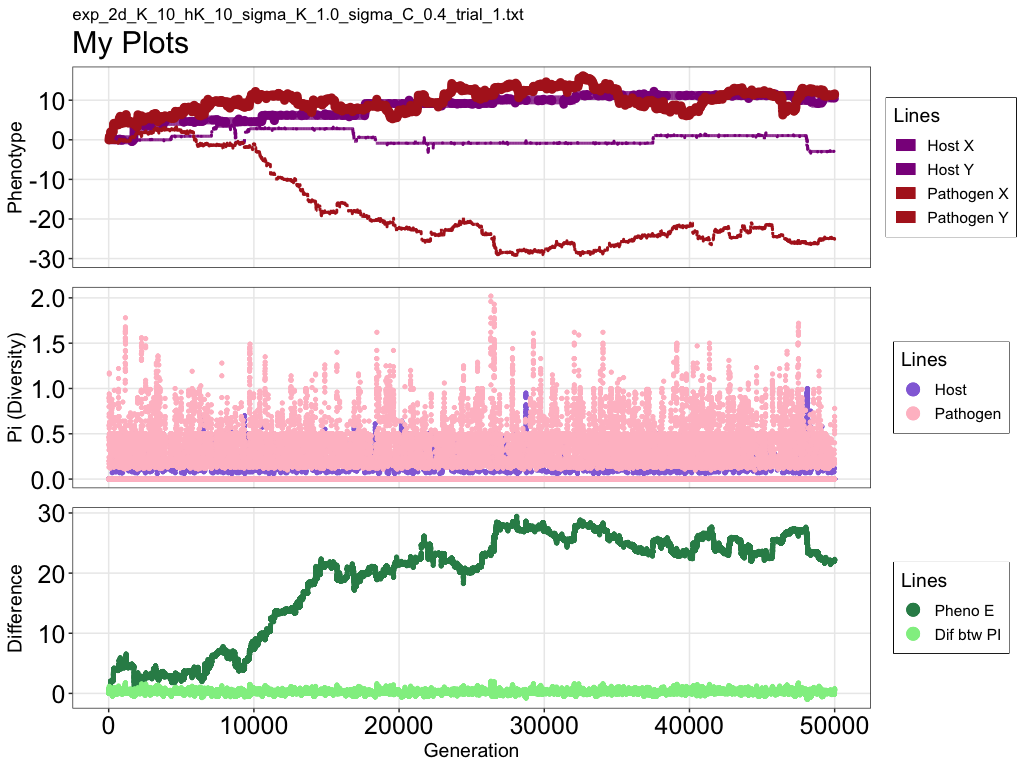 exp_2d_K_10_hK_10_sigma_K_1.0_sigma_C_0.4_trial_1.txt
My Plots
Phenotype
10
0
-10
-20
-30
Lines
Host X
Host Y
Pathogen X
Pathogen Y
Pi (Diversity)
2.0
1.5
1.0
0.5
0.0
Lines
Host
Pathogen
Difference
30
20
10
0
Lines
Pheno E
Dif btw PI
0 10000 20000 30000 40000 50000
Generation